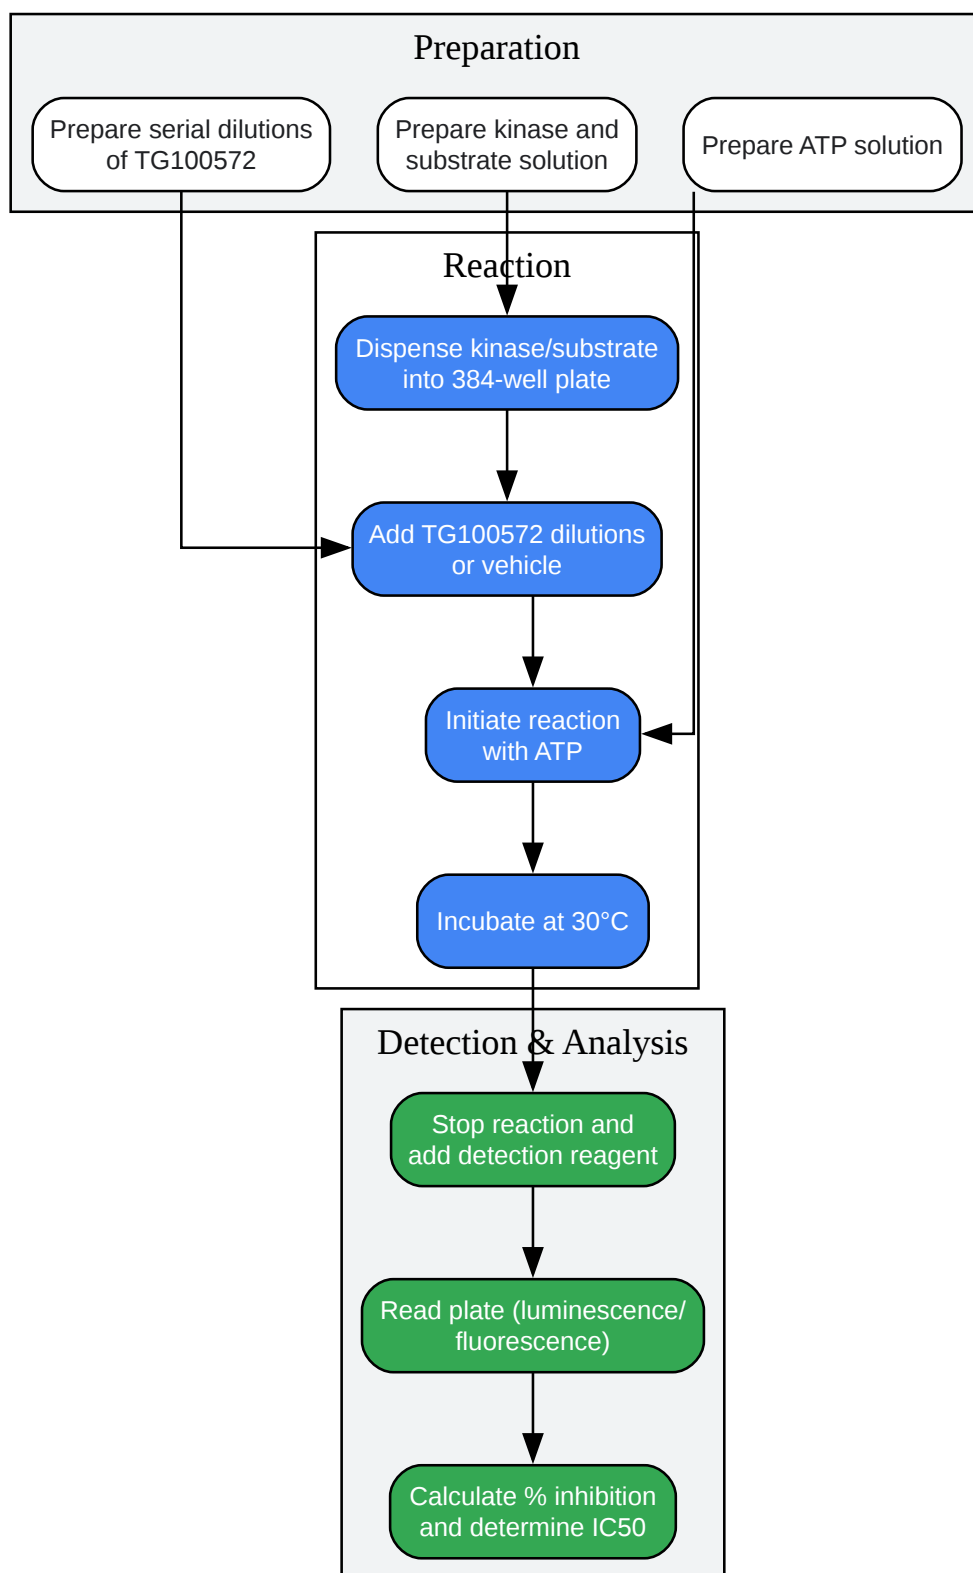 Preparation
Prepare serial dilutions
of TG100572
Prepare kinase and
substrate solution
Prepare ATP solution
Reaction
Dispense kinase/substrate
into 384-well plate
Add TG100572 dilutions
or vehicle
Initiate reaction
with ATP
Incubate at 30°C
Detection & Analysis
Stop reaction and
add detection reagent
Read plate (luminescence/
fluorescence)
Calculate % inhibition
and determine IC50